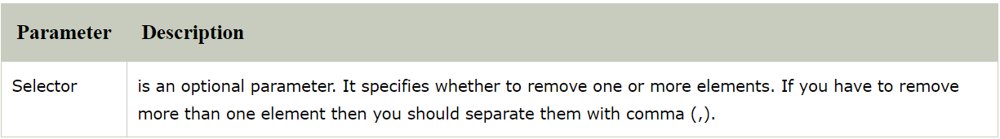 Parameter Description
Selector is an optional parameter. It specifies whether to remove one or more elements. If you have to remove
more than one element then you should separate them with comma (,).